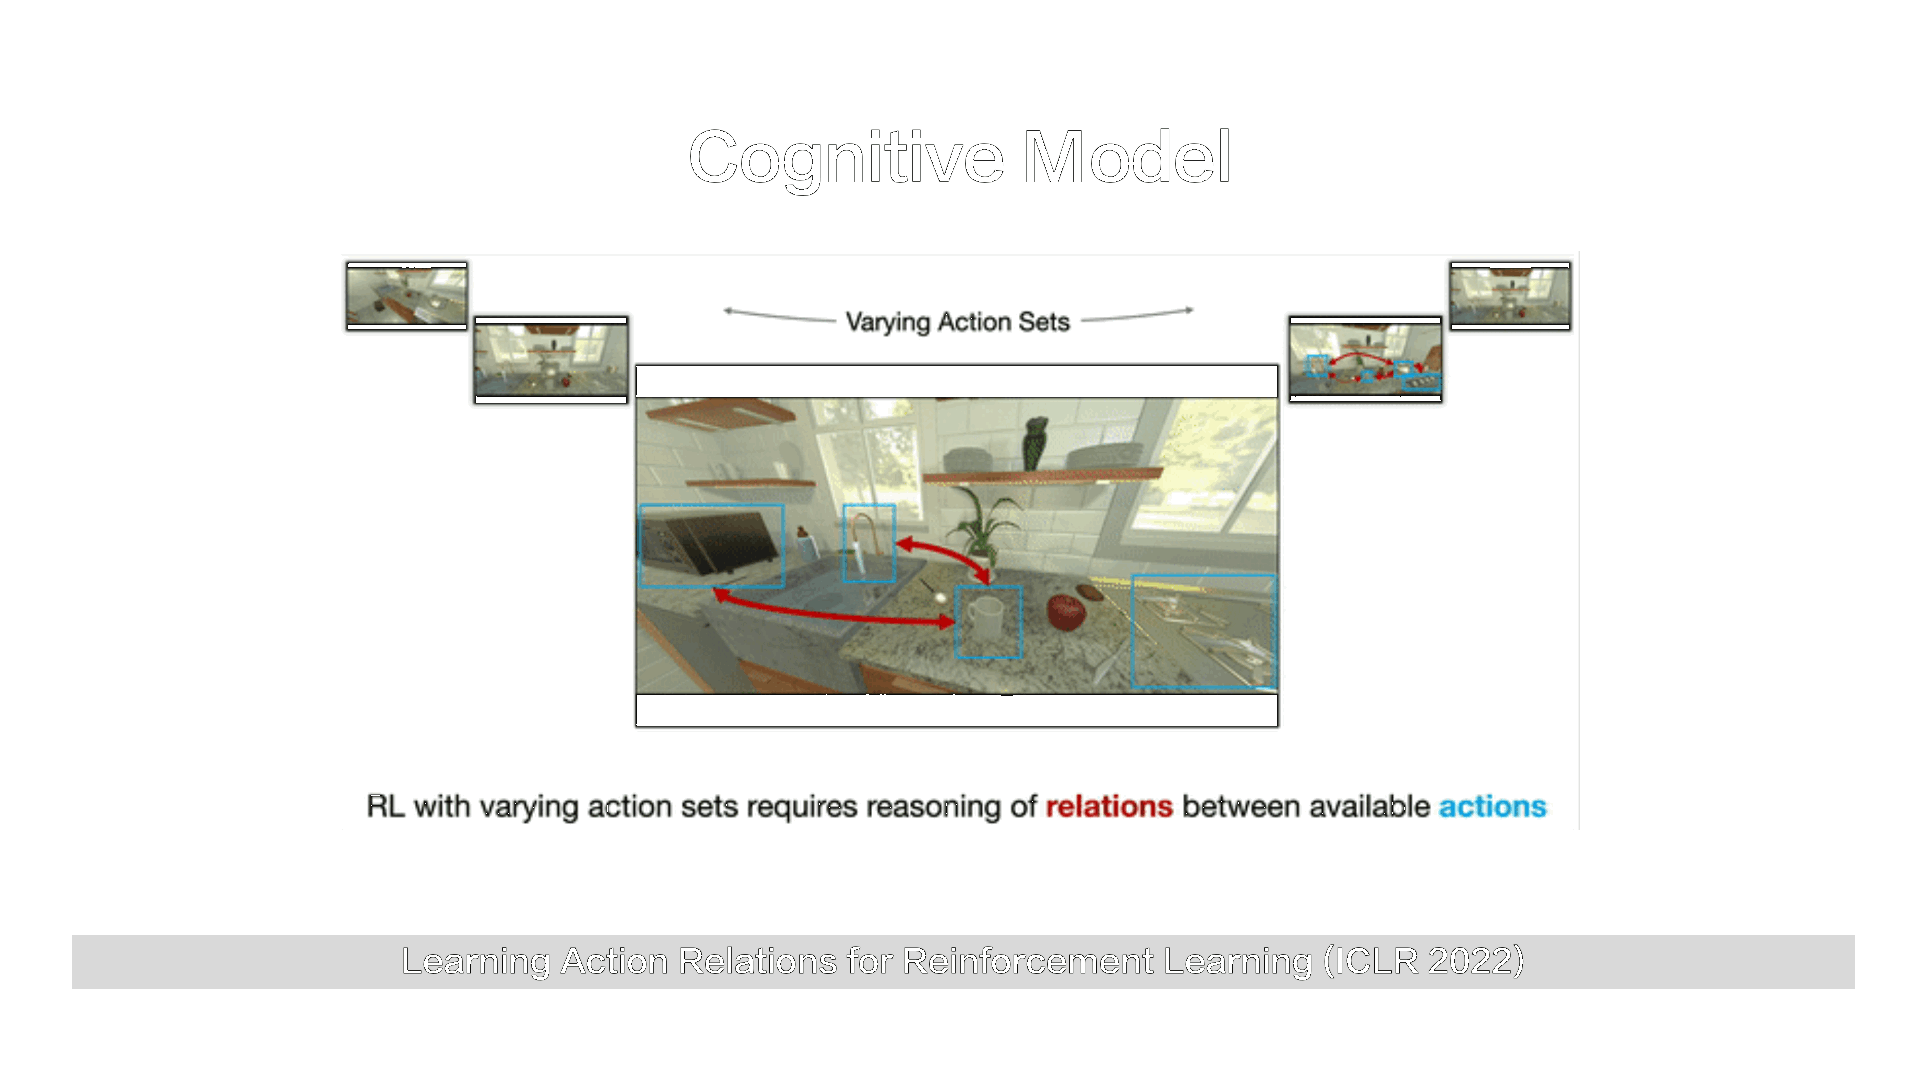 Cognitive Model
Varying Action Sets
RL with varying action sets requires reasoning of relations between available actions
Learning Action Relations for Reinforcement Learning (ICLR 2022)